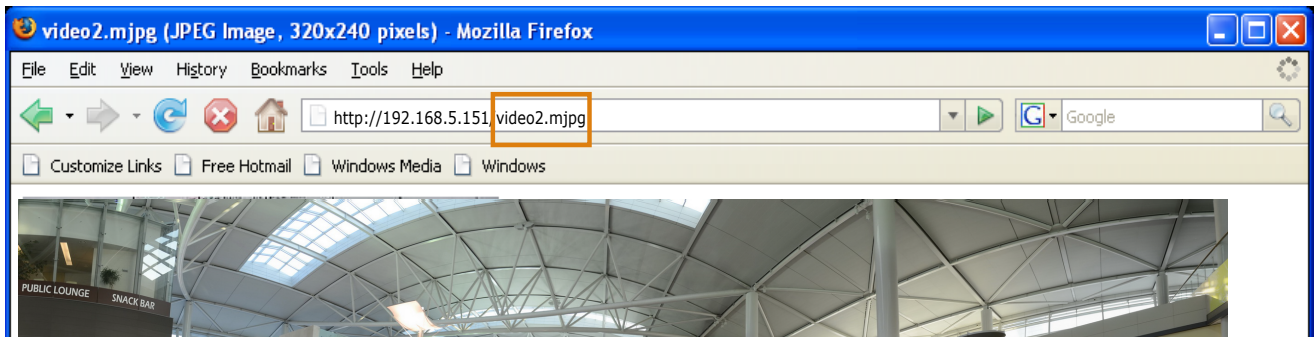 video2.mjpg (JPEG Image, 320x240 pixels) - Mozilla Firefox
File Edit View History Bookmarks Tools Help
http://192.168.5.151/video2.mjpg G Google
Customize Links Free Hotmail Windows Media Windows
PUBLIC LOUNGE SNACK BAR